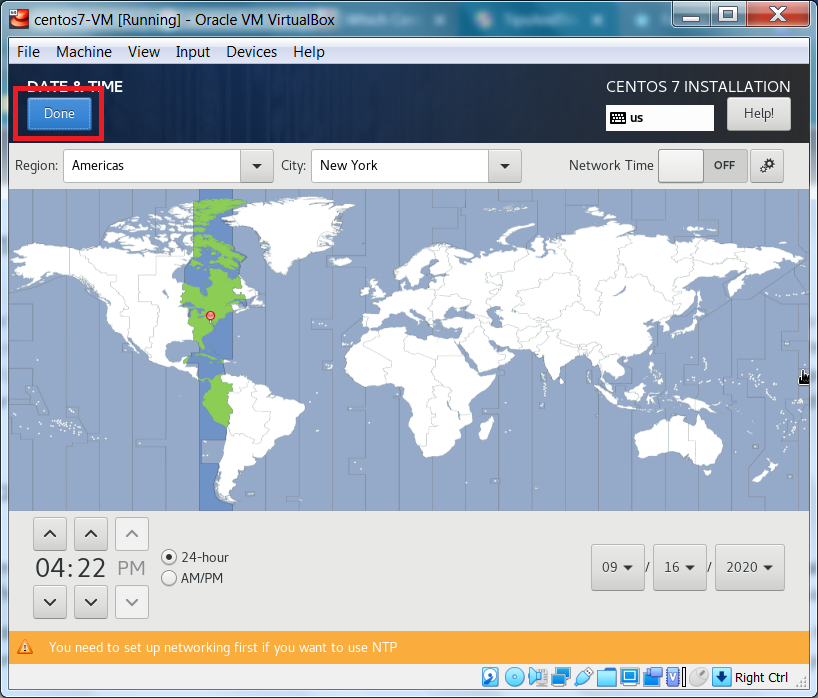 centos7-VM [Running] - Oracle VM VirtualBox
File Machine View Input Devices Help
DATE & TIME
CENTOS 7 INSTALLATION
Done
us
Help!
Region: Americas City: New York Network Time OFF
04:22 PM
24-hour
AM/PM
09 / 16 / 2020
You need to set up networking first if you want to use NTP
Right Ctrl